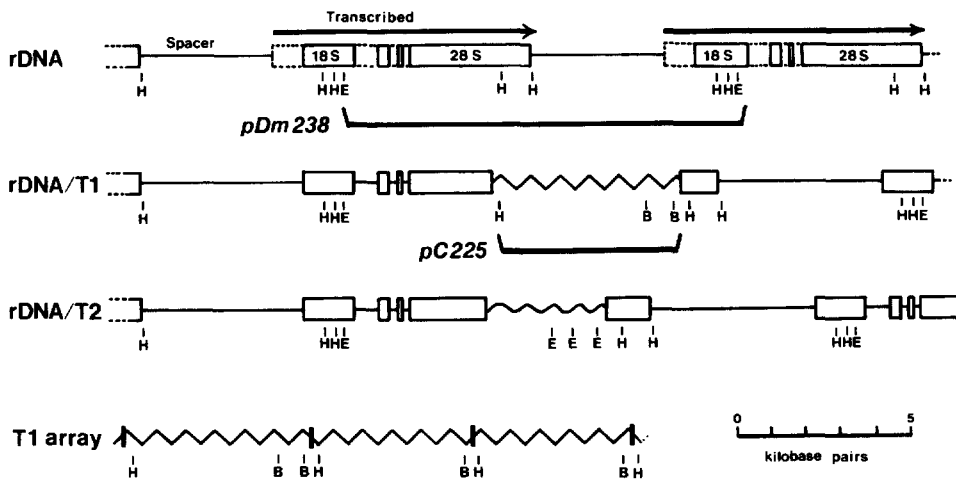 Transcribed
Spacer
rDNA 18 S 28 S 18 S 28 S
H H H E H H H H E H H
pDm 238
rDNA/T1
H H H E H B B H H H H E
pC225
rDNA/T2
H H H E E E E H H H H E
T1 array
H B B H B H B H
0 5
kilobase pairs